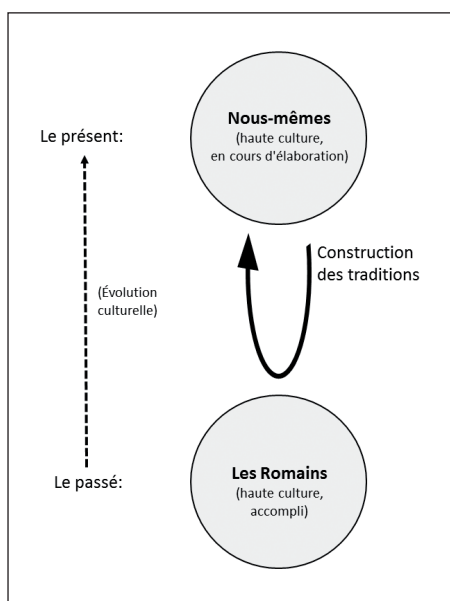 Nous-mêmes
(haute culture,
en cours d'élaboration)
Le présent:
Construction
des traditions
(Évolution
culturelle)
Les Romains
(haute culture,
accompli)
Le passé: